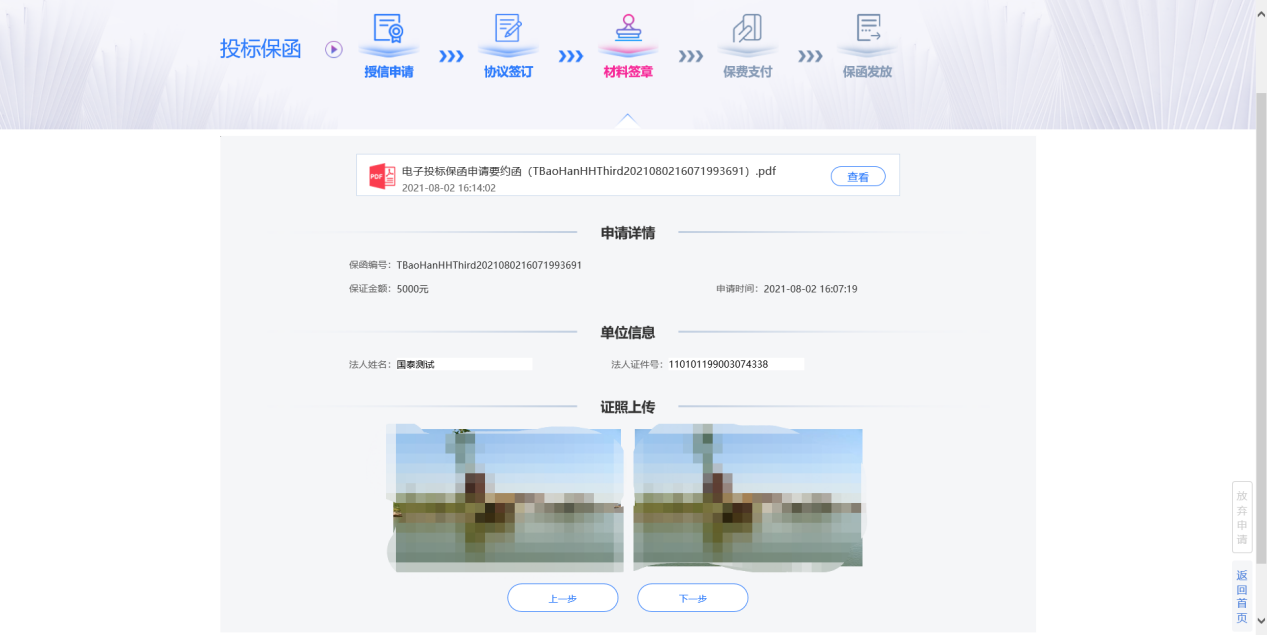 投标保函
授信申请
协议签订
材料签章
保费支付
保函发放
PDF
电子投标保函申请要约函（TBaoHanHHThird2021080216071993691）.pdf
2021-08-02 16:14:02
查看
申请详情
保函编号：TBaoHanHHThird2021080216071993691
保证金额：5000元
申请时间：2021-08-02 16:07:19
单位信息
法人姓名：国泰测试
法人证件号：110101199003074338
证照上传
上一步
下一步
放弃申请
返回首页